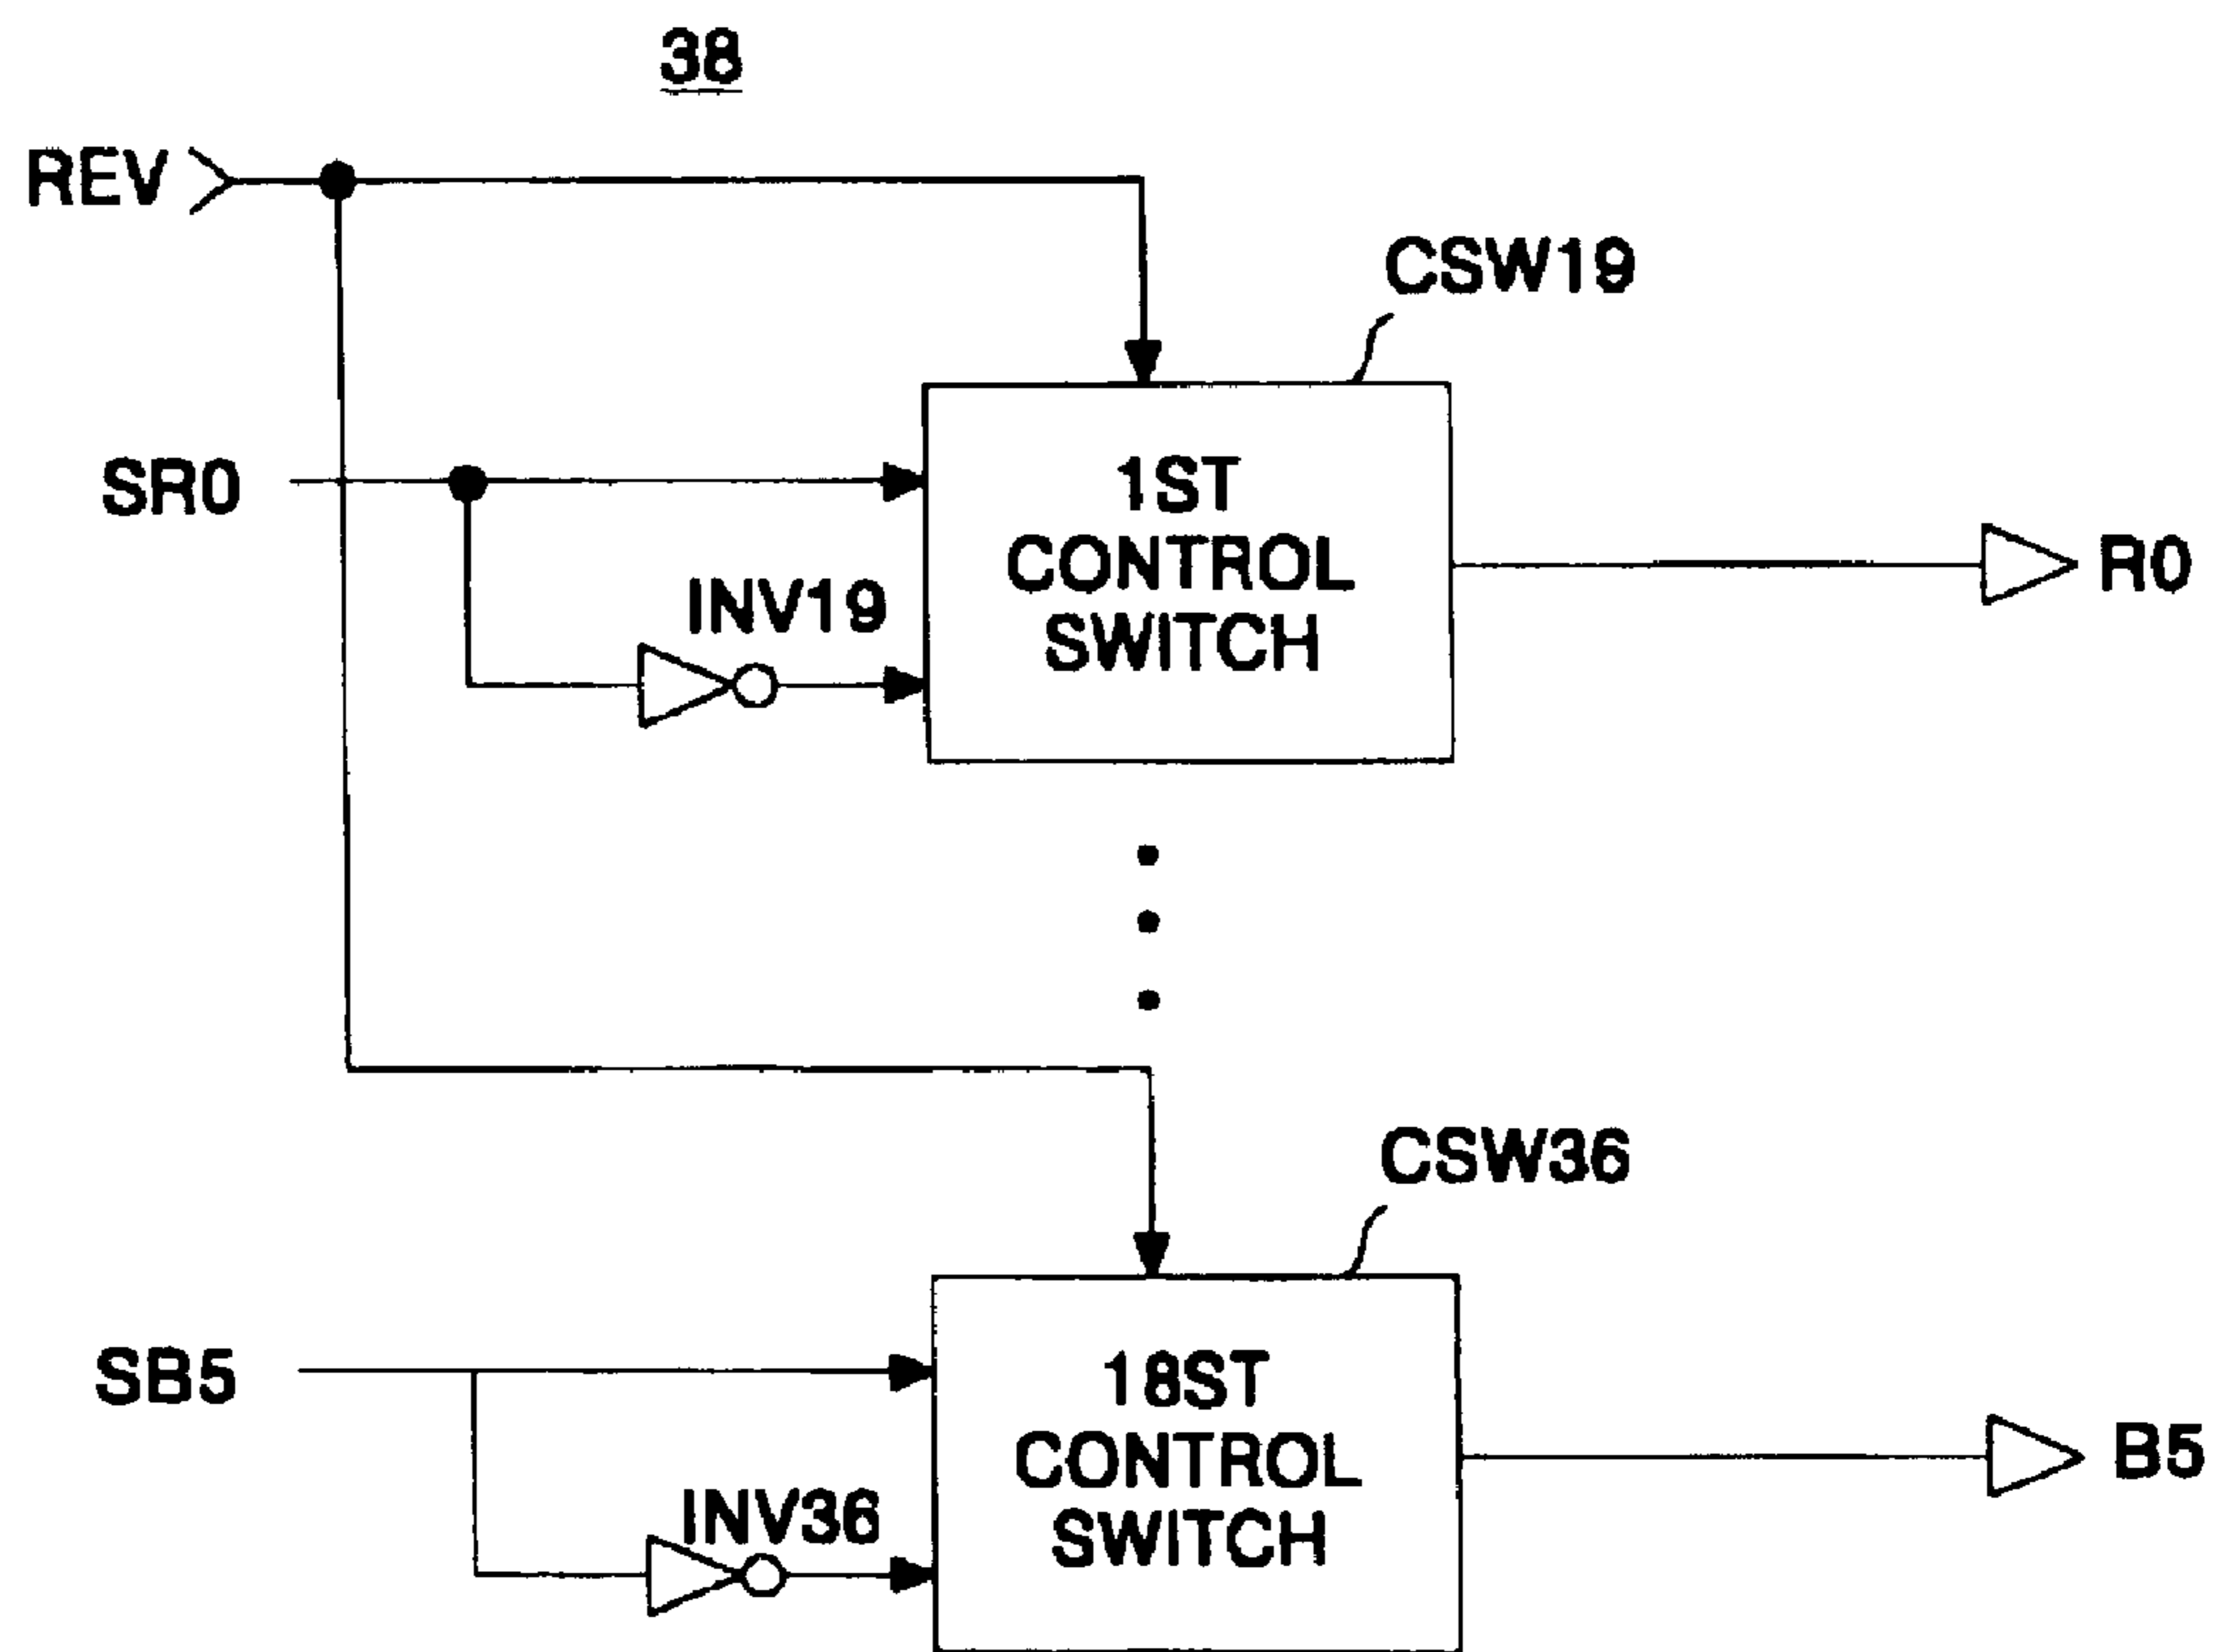 38
REV
CSW19
SR0
1ST
CONTROL
SWITCH
INV19
R0
CSW36
SB5
18ST
CONTROL
SWITCH
INV36
B5